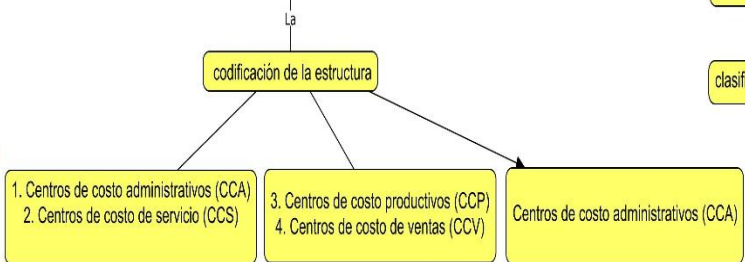 La
codificación de la estructura
clasifi
1. Centros de costo administrativos (CCA)
2. Centros de costo de servicio (CCS)
3. Centros de costo productivos (CCP)
4. Centros de costo de ventas (CCV)
Centros de costo administrativos (CCA)